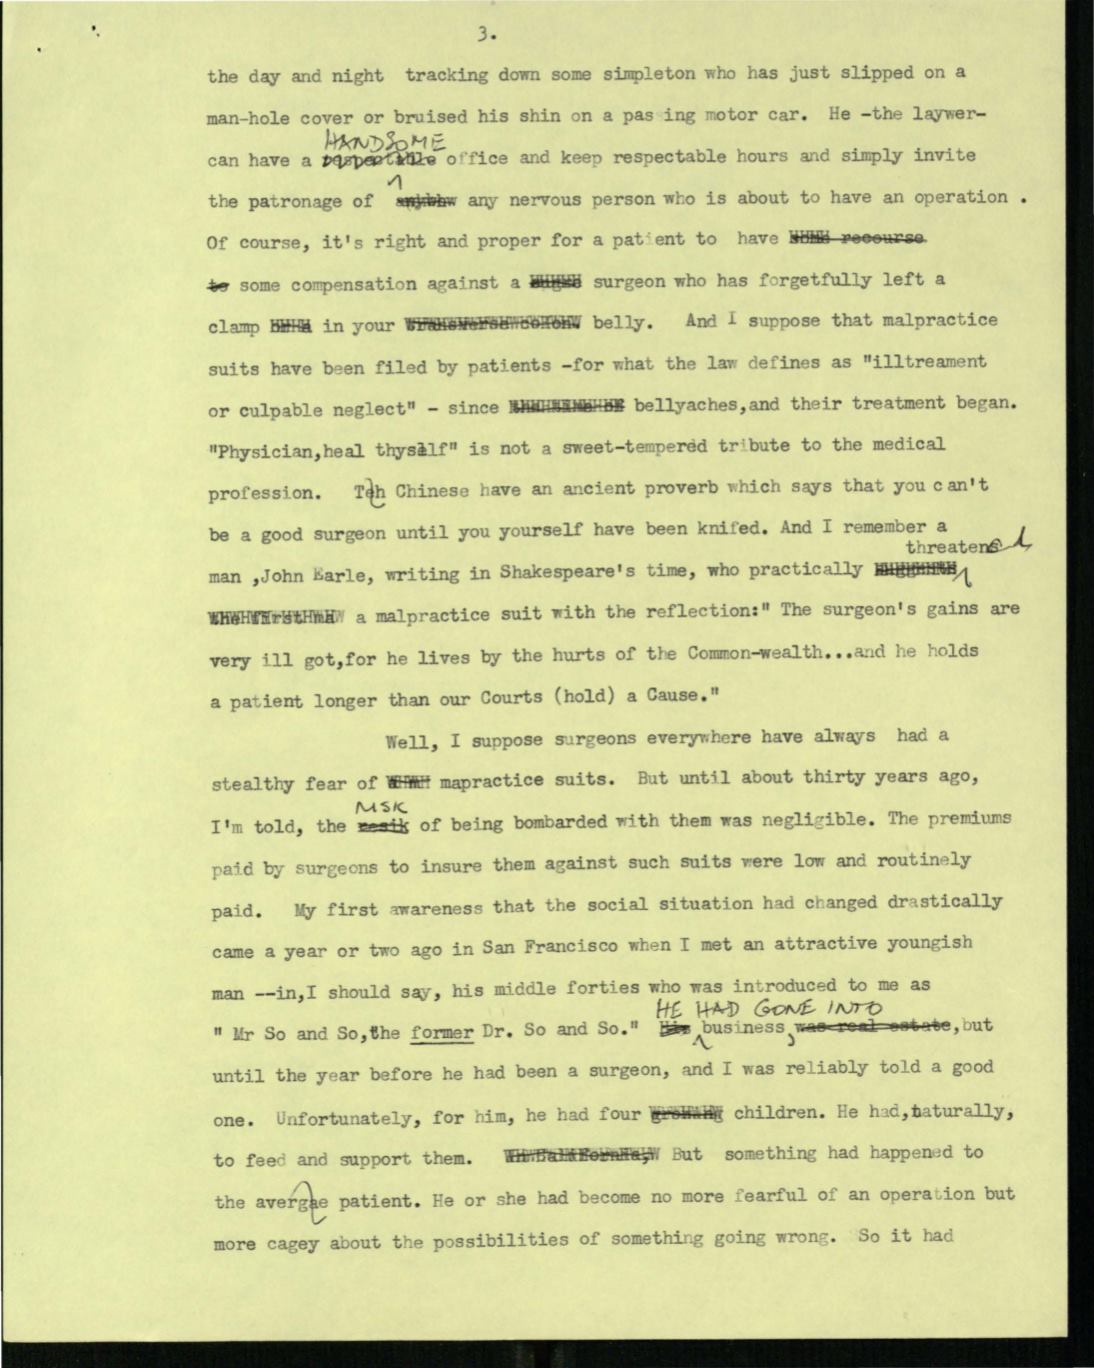 3.
the day and night tracking down some simpleton who has just slipped on a
man-hole cover or bruised his shin on a pas ing motor car. He -the laywer-
HANDSOME
can have a respectable office and keep respectable hours and simply invite
the patronage of anybhw any nervous person who is about to have an operation .
Of course, it's right and proper for a patient to have recourse
to some compensation against a surgeon who has forgetfully left a
clamp in your belly. And I suppose that malpractice
suits have been filed by patients -for what the law defines as "illtreament
or culpable neglect" - since bellyaches,and their treatment began.
"Physician,heal thyself" is not a sweet-tempered tribute to the medical
profession. Teh Chinese have an ancient proverb which says that you can't
be a good surgeon until you yourself have been knifed. And I remember a
threatened
man ,John Earle, writing in Shakespeare's time, who practically
a malpractice suit with the reflection:" The surgeon's gains are
very ill got,for he lives by the hurts of the Common-wealth...and he holds
a patient longer than our Courts (hold) a Cause."
Well, I suppose surgeons everywhere have always had a
stealthy fear of mapractice suits. But until about thirty years ago,
RISK
I'm told, the resik of being bombarded with them was negligible. The premiums
paid by surgeons to insure them against such suits were low and routinely
paid. My first awareness that the social situation had changed drastically
came a year or two ago in San Francisco when I met an attractive youngish
man --in,I should say, his middle forties who was introduced to me as
HE HAD GONE INTO
" Mr So and So,the former Dr. So and So." His business, was real estate,but
until the year before he had been a surgeon, and I was reliably told a good
one. Unfortunately, for him, he had four children. He had,naturally,
to feed and support them. But something had happened to
the avergae patient. He or she had become no more fearful of an operation but
more cagey about the possibilities of something going wrong. So it had